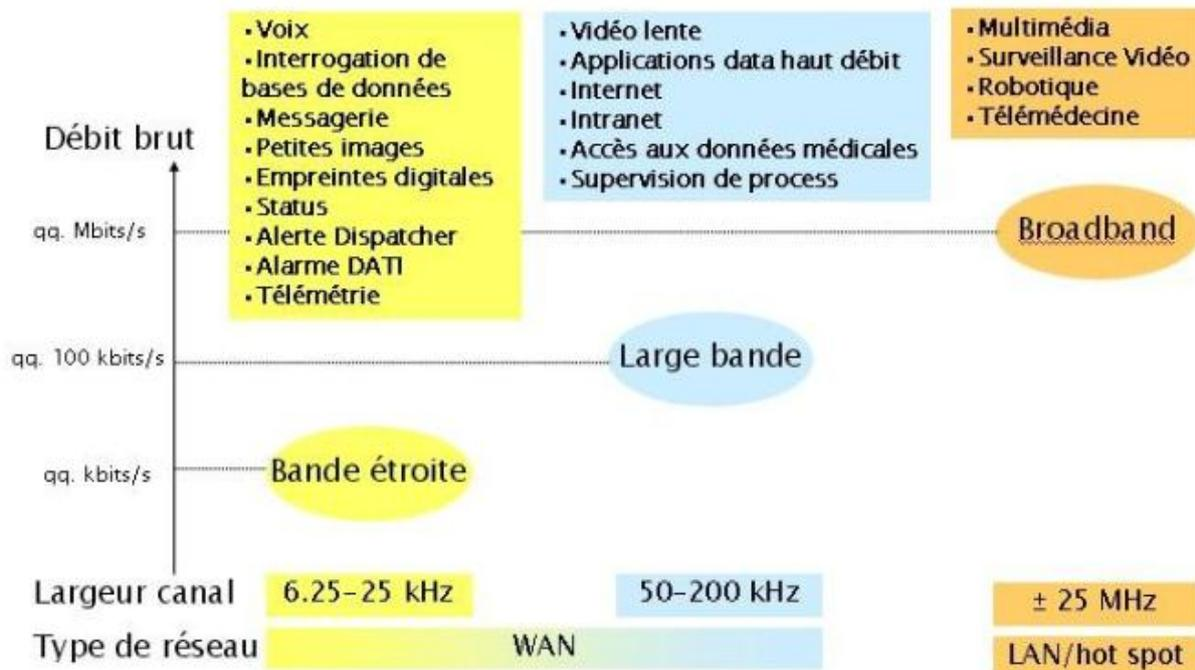 ▪ Voix
▪ Interrogation de
bases de données
▪ Messagerie
▪ Petites images
▪ Empreintes digitales
▪ Status
▪ Alerte Dispatcher
▪ Alarme DATI
▪ Télémétrie
▪ Vidéo lente
▪ Applications data haut débit
▪ Internet
▪ Intranet
▪ Accès aux données médicales
▪ Supervision de process
▪ Multimédia
▪ Surveillance Vidéo
▪ Robotique
▪ Télémédecine
Débit brut
qq. Mbits/s
Broadband
qq. 100 kbits/s
Large bande
qq. kbits/s
Bande étroite
Largeur canal
6.25-25 kHz
50-200 kHz
± 25 MHz
Type de réseau
WAN
LAN/hot spot